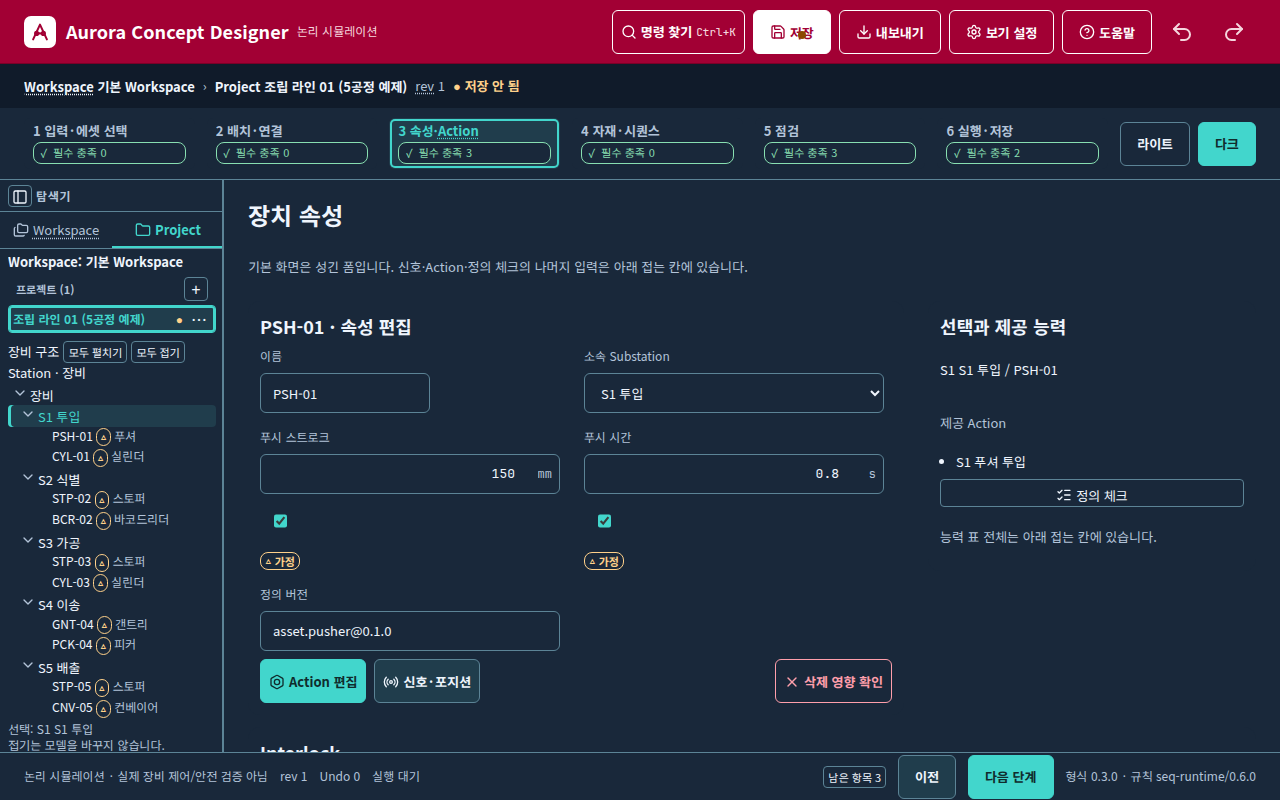 Aurora Concept Designer 논리 시뮬레이션 명령 찾기 Ctrl+K 저장 내보내기 보기 설정 도움말
Workspace 기본 Workspace › Project 조립 라인 01 (5공정 예제) rev 1 ● 저장 안 됨
1 입력·에셋 선택 2 배치·연결 3 속성·Action 4 자재·시퀀스 5 점검 6 실행·저장
✓ 필수 충족 0 ✓ 필수 충족 0 ✓ 필수 충족 3 ✓ 필수 충족 0 ✓ 필수 충족 3 ✓ 필수 충족 2
라이트 다크
탐색기
Workspace Project
Workspace: 기본 Workspace
프로젝트 (1) +
조립 라인 01 (5공정 예제) ● ···
장비 구조 모두 펼치기 모두 접기
Station · 장비
장비
S1 투입
PSH-01 푸셔
CYL-01 실린더
S2 식별
STP-02 스토퍼
BCR-02 바코드리더
S3 가공
STP-03 스토퍼
CYL-03 실린더
S4 이송
GNT-04 갠트리
PCK-04 피커
S5 배출
STP-05 스토퍼
CNV-05 컨베이어
선택: S1 S1 투입
접기는 모델을 바꾸지 않습니다.
장치 속성
기본 화면은 성긴 폼입니다. 신호·Action·정의 체크의 나머지 입력은 아래 접는 칸에 있습니다.
PSH-01 · 속성 편집
이름 소속 Substation
PSH-01 S1 투입
푸시 스트로크 푸시 시간
150 mm 0.8 s
가정 가정
정의 버전
asset.pusher@0.1.0
Action 편집 신호·포지션 삭제 영향 확인
Interlock
선택과 제공 능력
S1 S1 투입 / PSH-01
제공 Action
• S1 푸셔 투입
정의 체크
능력 표 전체는 아래 접는 칸에 있습니다.
논리 시뮬레이션 · 실제 장비 제어/안전 검증 아님 rev 1 Undo 0 실행 대기 남은 항목 3 이전 다음 단계 형식 0.3.0 · 규칙 seq-runtime/0.6.0